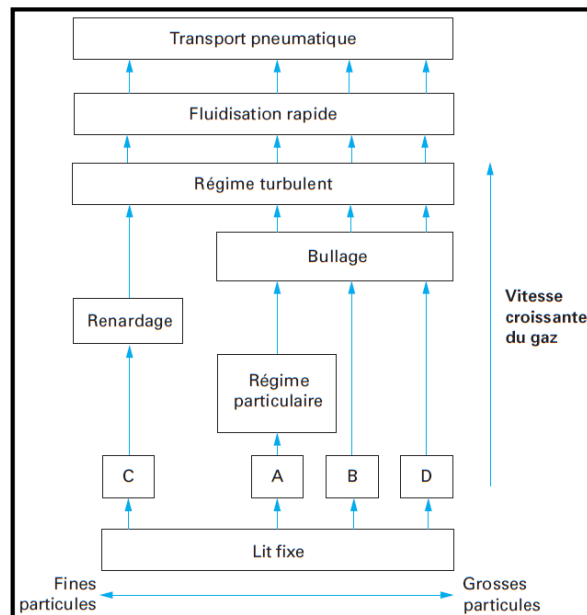 Transport pneumatique
Fluidisation rapide
Régime turbulent
Bullage
Vitesse
croissante
du gaz
Renardage
Régime
particulaire
C
A
B
D
Lit fixe
Fines
particules
Grosses
particules